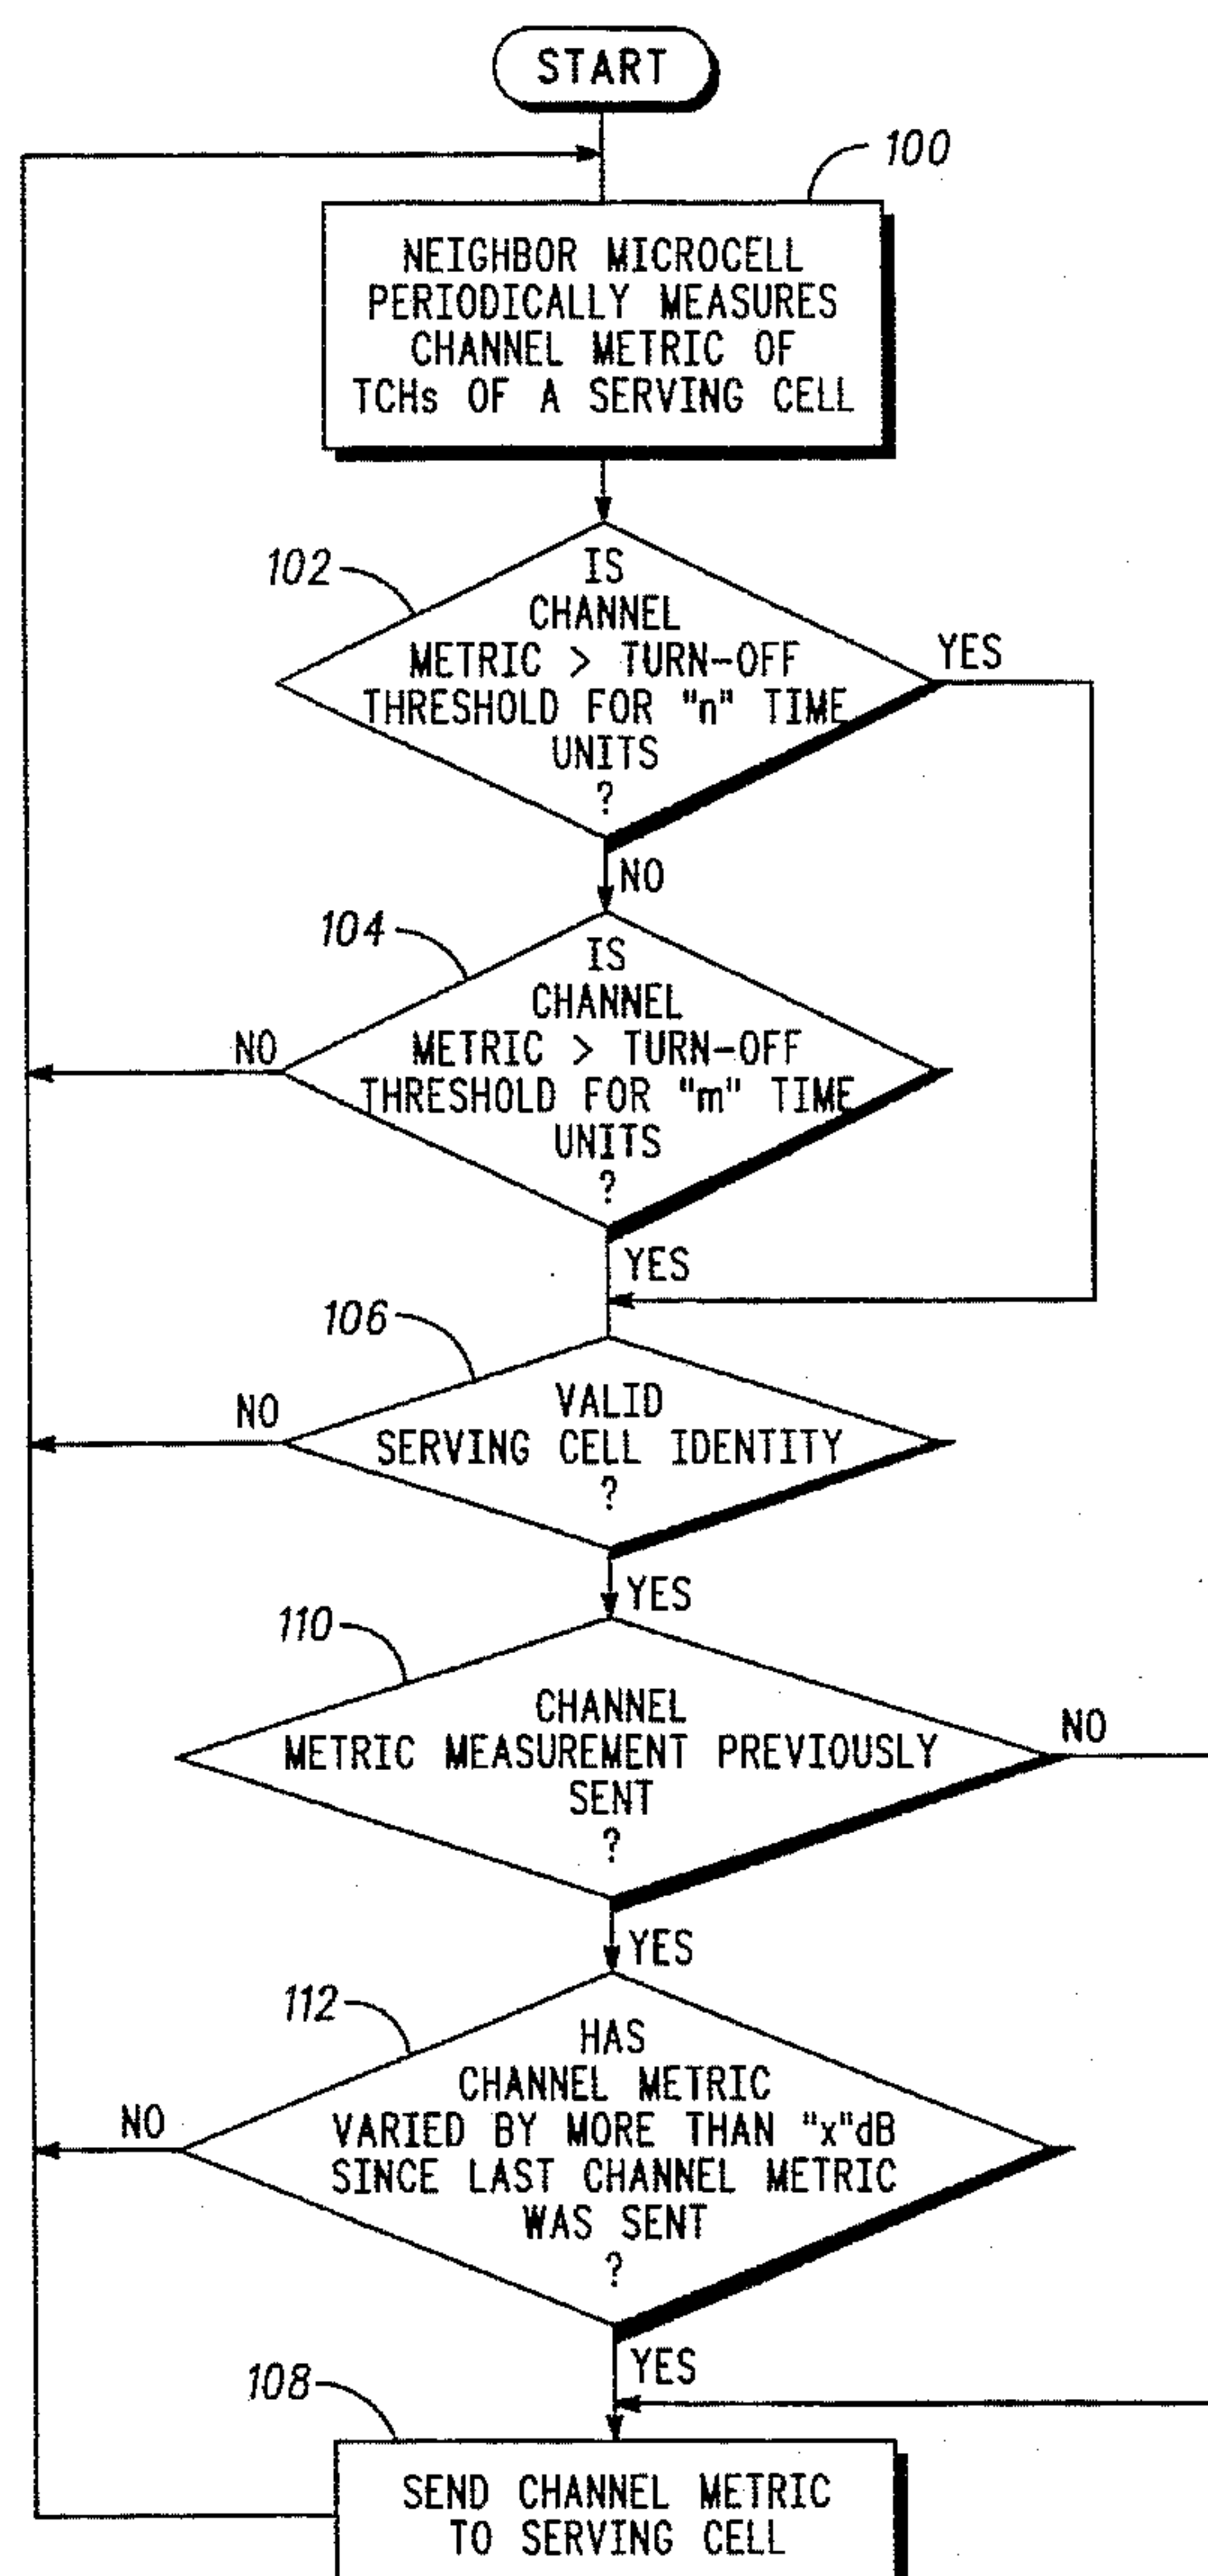 START
100
NEIGHBOR MICROCELL
PERIODICALLY MEASURES
CHANNEL METRIC OF
TCHs OF A SERVING CELL
102
IS
CHANNEL
METRIC > TURN-OFF
THRESHOLD FOR "n" TIME
UNITS
?
YES
NO
104
IS
CHANNEL
METRIC > TURN-OFF
THRESHOLD FOR "m" TIME
UNITS
?
NO
YES
106
VALID
SERVING CELL IDENTITY
?
NO
YES
110
CHANNEL
METRIC MEASUREMENT PREVIOUSLY
SENT
?
NO
YES
112
HAS
CHANNEL METRIC
VARIED BY MORE THAN "x"dB
SINCE LAST CHANNEL METRIC
WAS SENT
?
NO
YES
108
SEND CHANNEL METRIC
TO SERVING CELL